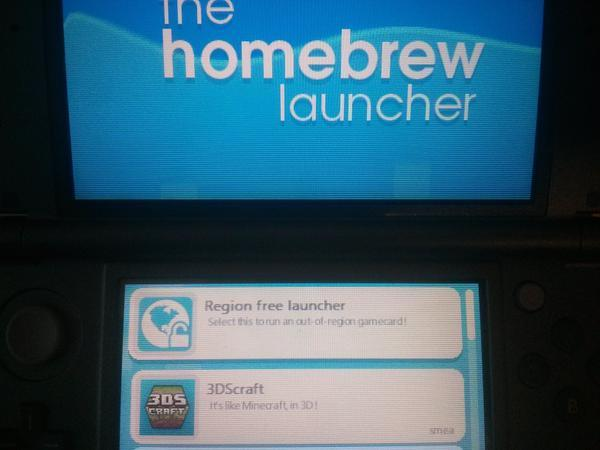 the
homebrew
launcher
Region free launcher
Select this to run an out-of-region gamecard!
3DS
CRAFT
3DScraft
It's like Minecraft, in 3D!
smea
B